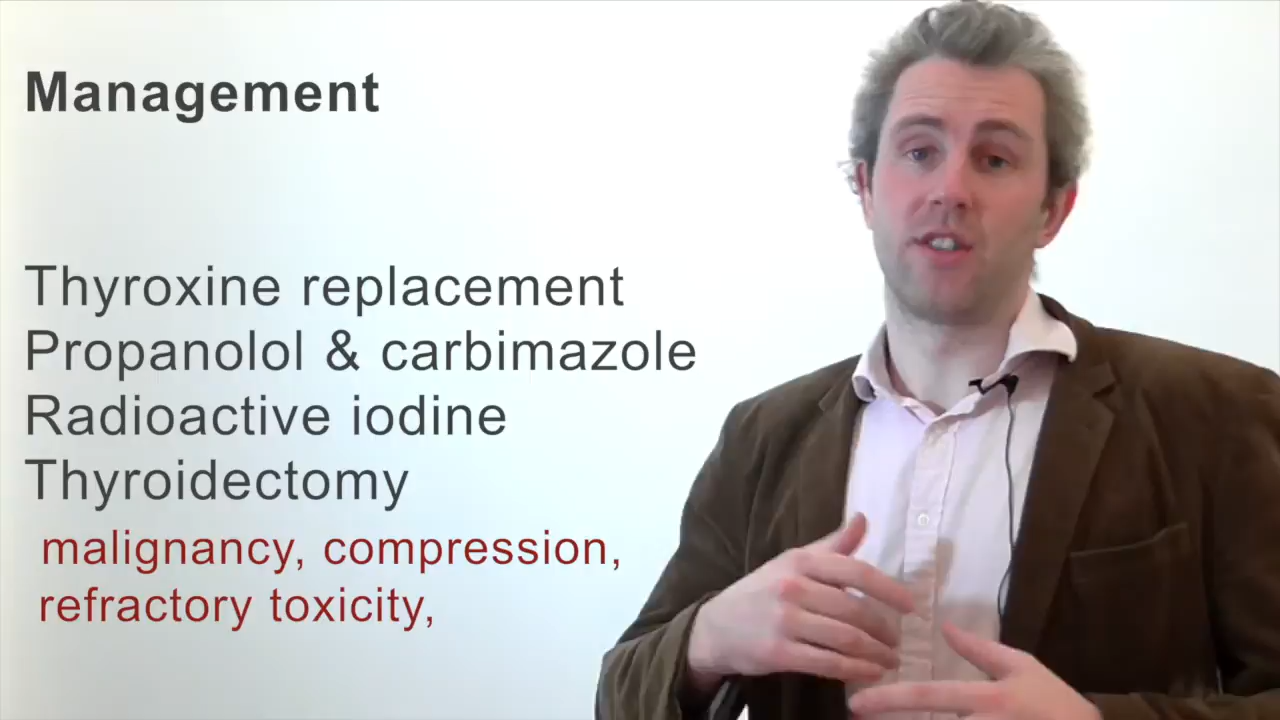 Management
Thyroxine replacement
Propanolol & carbimazole
Radioactive iodine
Thyroidectomy
malignancy, compression,
refractory toxicity,